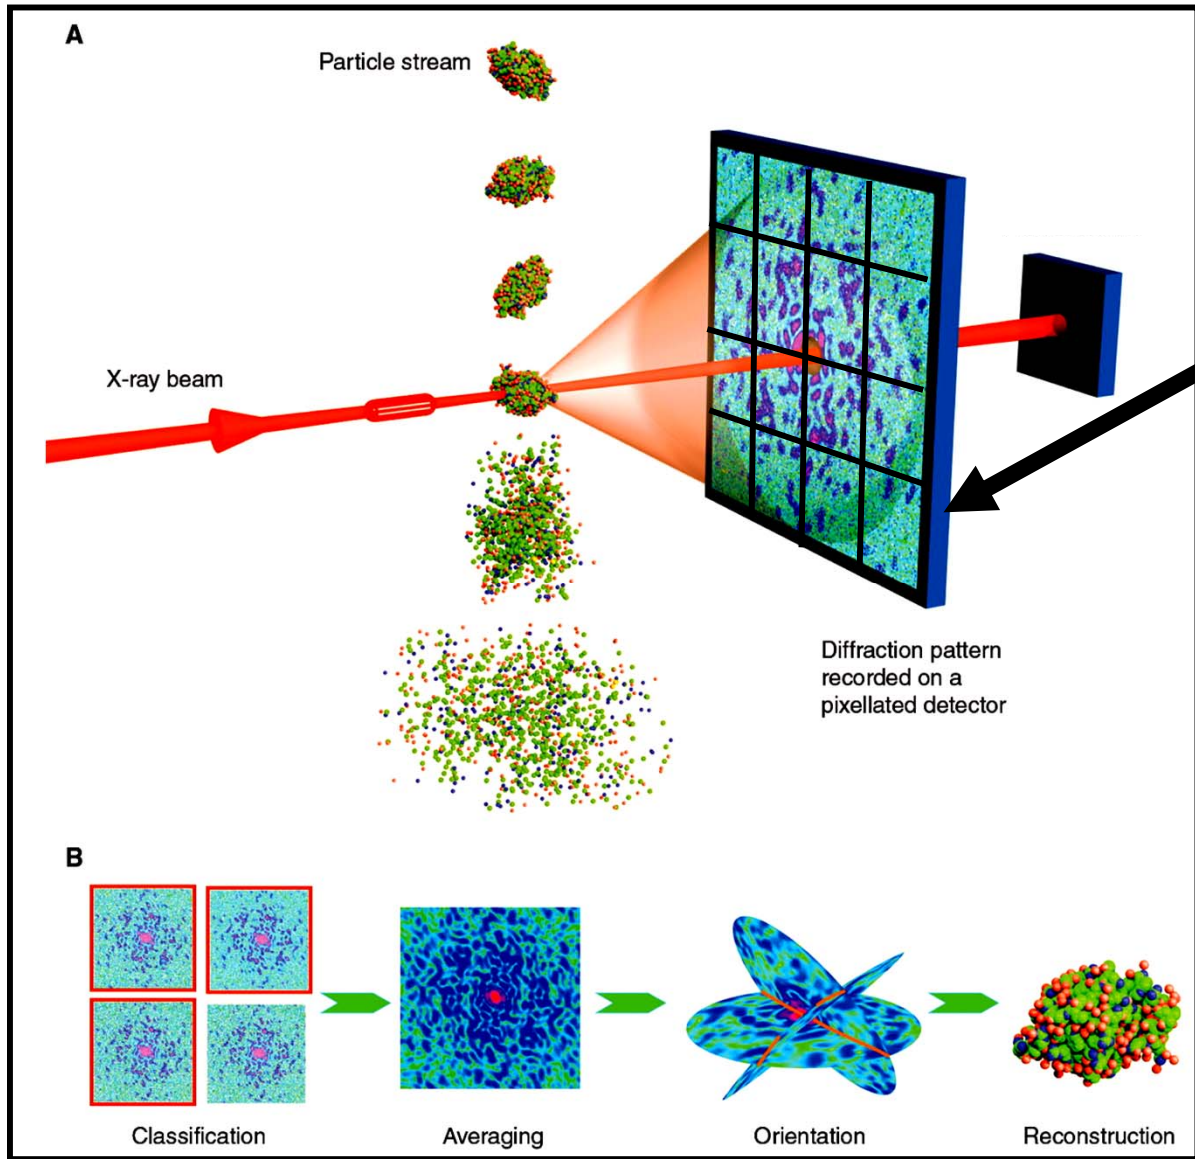 A
Particle stream
X-ray beam
Diffraction pattern
recorded on a
pixellated detector
B
Classification
Averaging
Orientation
Reconstruction